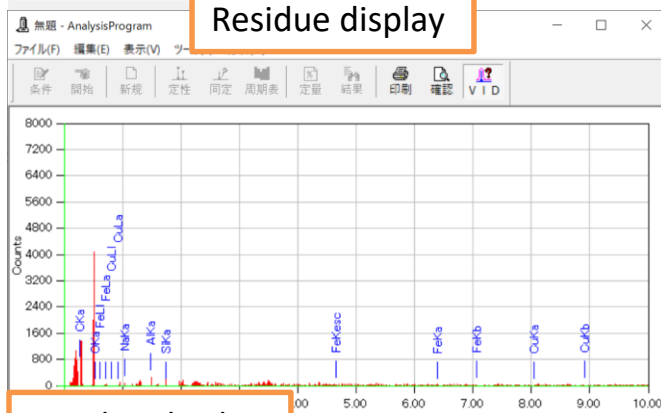 Residue display
無題 - AnalysisProgram
ファイル(F) 編集(E) 表示(V)
条件 開始 新規 定性 同定 周期表 定量 結果 印刷 確認 V I D
8000
7200
6400
5600
4800
4000
3200
2400
1600
800
0
Counts
CKa
OKa
FeLl
FeLa
CuLl
CuLa
NaKa
AlKa
SiKa
FeKesc
FeKa
FeKb
CuKa
CuKb
5.00 6.00 7.00 8.00 9.00 10.00